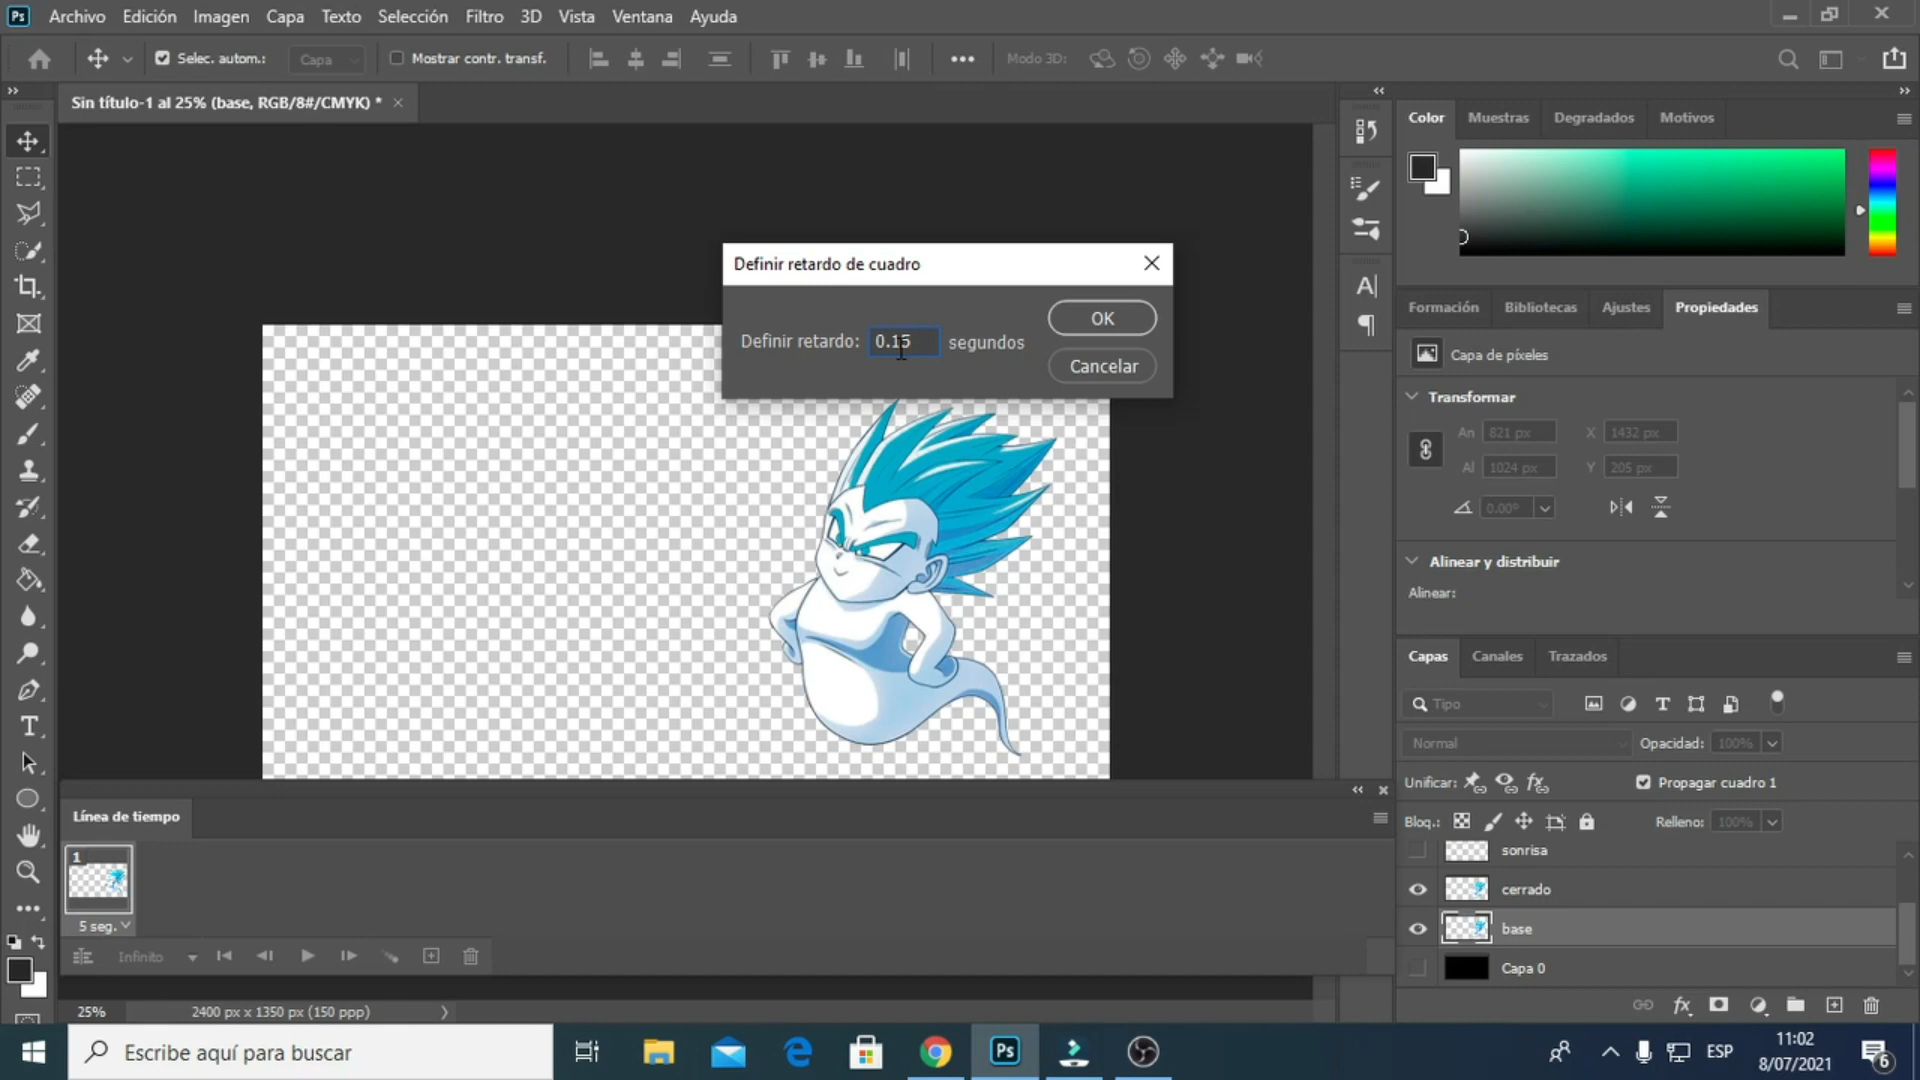 Ps Archivo Edición Imagen Capa Texto Selección Filtro 3D Vista Ventana Ayuda
Selec. autom.: Capa Mostrar contr. transf. Modo 3D:
Sin título-1 al 25% (base, RGB/8#/CMYK) *
Color Muestras Degradados Motivos
Definir retardo de cuadro
Definir retardo: 0.15 segundos
OK
Cancelar
Formación Bibliotecas Ajustes Propiedades
Capa de píxeles
Transformar
An 821 px X 1432 px
Al 1024 px Y 205 px
0.00°
Alinear y distribuir
Alinear:
Capas Canales Trazados
Tipo
Normal Opacidad: 100%
Unificar: Propagar cuadro 1
Bloq.: Relleno: 100%
sonrisa
cerrado
base
Capa 0
Línea de tiempo
1
5 seg.
Infinito
25% 2400 px x 1350 px (150 ppp)
Escribe aquí para buscar
Ps
ESP
11:02
8/07/2021
6